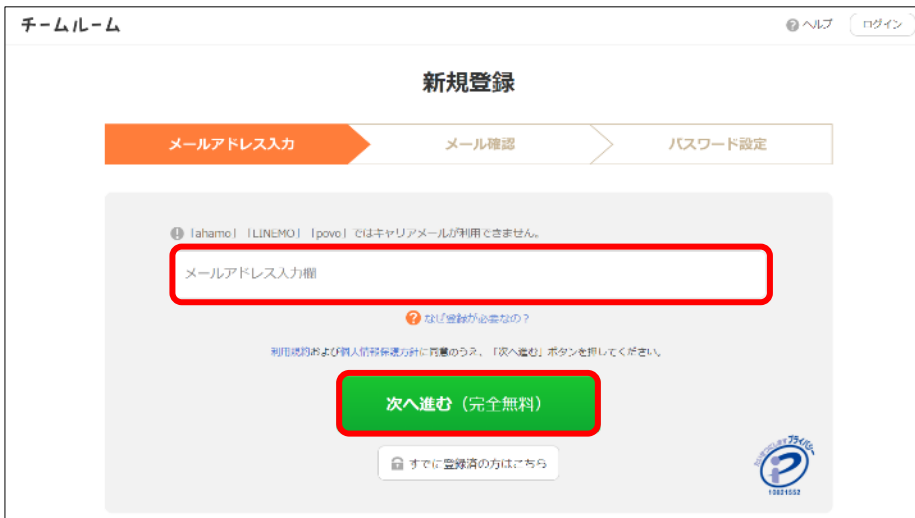 チームルーム
ヘルプ
ログイン
新規登録
メールアドレス入力
メール確認
パスワード設定
「ahamo」「LINEMO」「povo」ではキャリアメールが利用できません。
メールアドレス入力欄
なぜ登録が必要なの？
利用規約および個人情報保護方針に同意のうえ、「次へ進む」ボタンを押してください。
次へ進む（完全無料）
すでに登録済の方はこちら
プライバシー
10821552